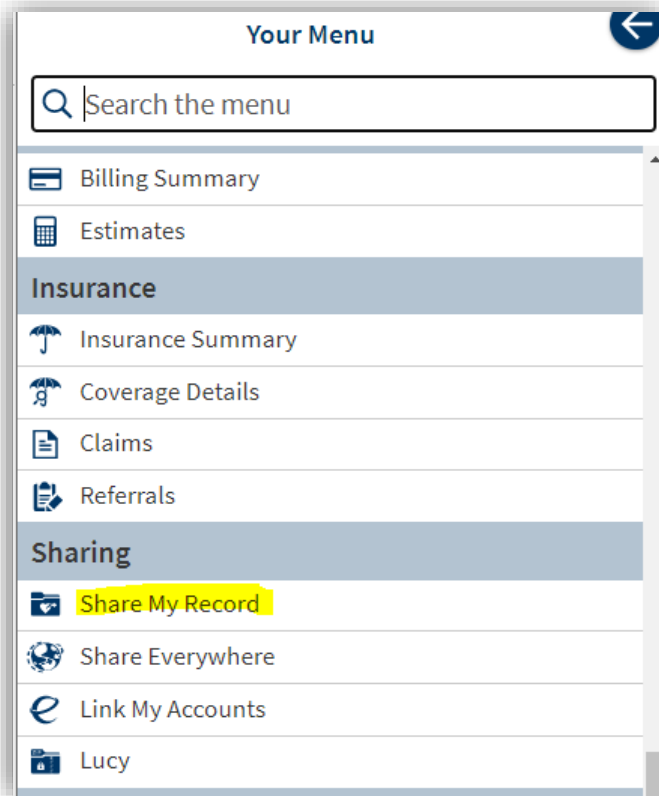 Your Menu
Search the menu
Billing Summary
Estimates
Insurance
Insurance Summary
Coverage Details
Claims
Referrals
Sharing
Share My Record
Share Everywhere
Link My Accounts
Lucy